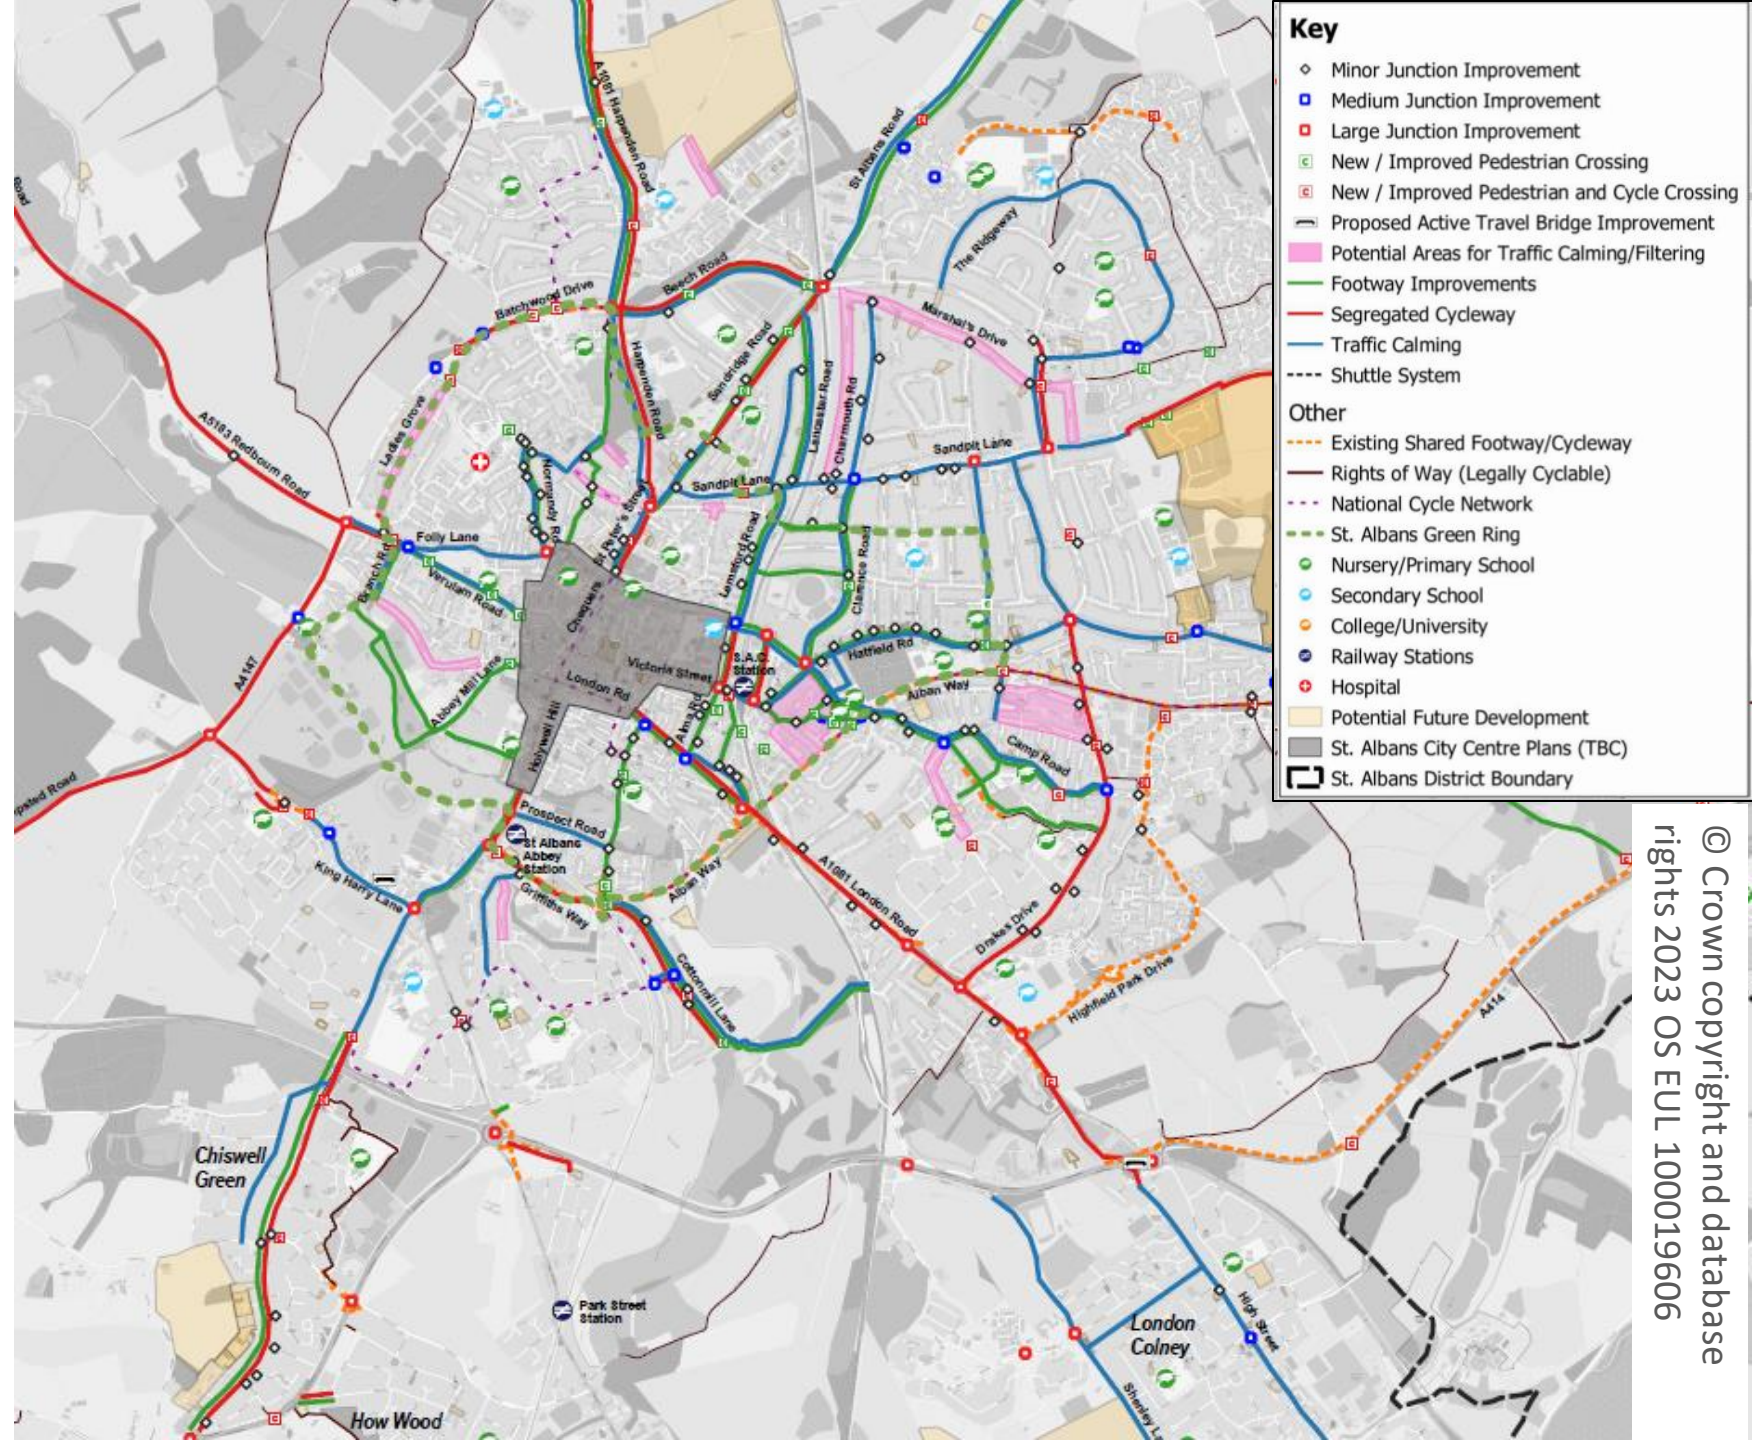 Key
Minor Junction Improvement
Medium Junction Improvement
Large Junction Improvement
New / Improved Pedestrian Crossing
New / Improved Pedestrian and Cycle Crossing
Proposed Active Travel Bridge Improvement
Potential Areas for Traffic Calming/Filtering
Footway Improvements
Segregated Cycleway
Traffic Calming
Shuttle System
Other
Existing Shared Footway/Cycleway
Rights of Way (Legally Cyclable)
National Cycle Network
St. Albans Green Ring
Nursery/Primary School
Secondary School
College/University
Railway Stations
Hospital
Potential Future Development
St. Albans City Centre Plans (TBC)
St. Albans District Boundary
© Crown copyright and database
rights 2023 OS EUL 100019606
A1081 Harpenden Road
St Albans Road
The Ridgeway
Beech Road
Batchwood Drive
Marshal's Drive
Sandridge Road
Harpenden Road
Lancaster Road
Charmouth Rd
Ladies Grove
A5183 Redbourn Road
Road
Sandpit Lane
Sandpit Lane
Normandy Rd
St Peter's Street
Folly Lane
Branch Rd
Verulam Road
Lemsford Road
Clarence Road
Chequers
Hatfield Rd
Victoria Street
S.A.C.
Station
London Rd
Alban Way
A4147
Abbey Mill Lane
Holywell Hill
Alma Rd
Camp Road
Prospect Road
St Albans
Abbey
Station
King Harry Lane
Griffiths Way
Alban Way
A1081 London Road
Drakes Drive
Cottonmill Lane
Highfield Park Drive
A414
Chiswell
Green
Park Street
Station
London
Colney
High Street
How Wood